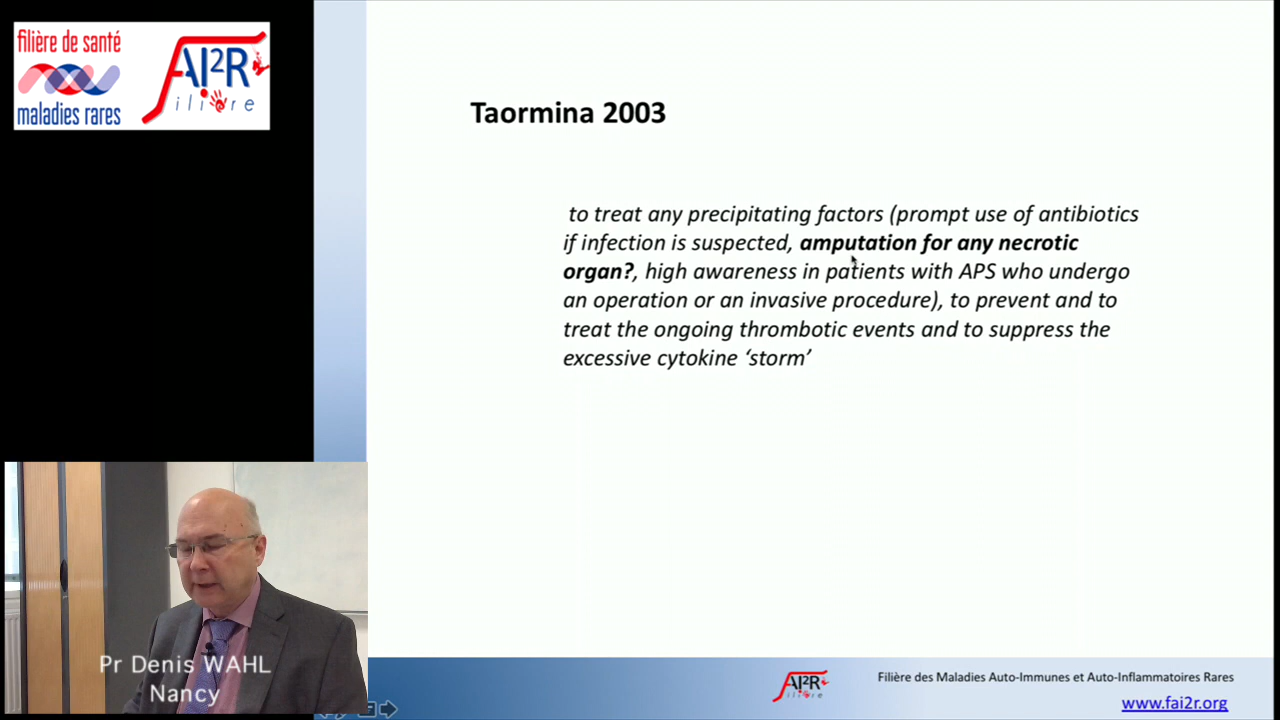 filière de santé
maladies rares
FAI²R
filière
Taormina 2003
to treat any precipitating factors (prompt use of antibiotics
if infection is suspected, amputation for any necrotic
organ?, high awareness in patients with APS who undergo
an operation or an invasive procedure), to prevent and to
treat the ongoing thrombotic events and to suppress the
excessive cytokine ‘storm’
Pr Denis WAHL
Nancy
FAI²R
filière
Filière des Maladies Auto-Immunes et Auto-Inflammatoires Rares
www.fai2r.org